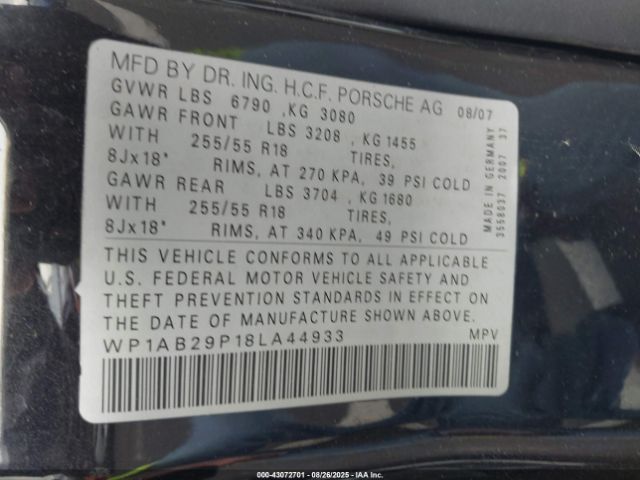 MFD BY DR. ING. H.C.F. PORSCHE AG 08/07
GVWR LBS 6790 , KG 3080
GAWR FRONT LBS 3208 , KG 1455
WITH 255/55 R18 TIRES,
8Jx18" RIMS, AT 270 KPA, 39 PSI COLD
GAWR REAR LBS 3704 , KG 1680
WITH 255/55 R18 TIRES,
8Jx18" RIMS, AT 340 KPA, 49 PSI COLD
THIS VEHICLE CONFORMS TO ALL APPLICABLE
U.S. FEDERAL MOTOR VEHICLE SAFETY AND
THEFT PREVENTION STANDARDS IN EFFECT ON
THE DATE OF MANUFACTURE SHOWN ABOVE.
WP1AB29P18LA44933 MPV
MADE IN GERMANY
3558037 2007 37
000-43072701 - 08/26/2025 - IAA Inc.